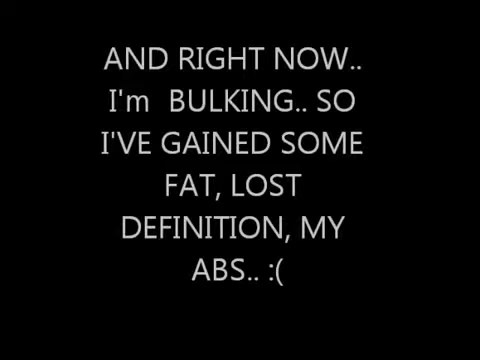 AND RIGHT NOW..
I'm  BULKING.. SO
I'VE GAINED SOME
FAT, LOST
DEFINITION, MY
ABS.. :(